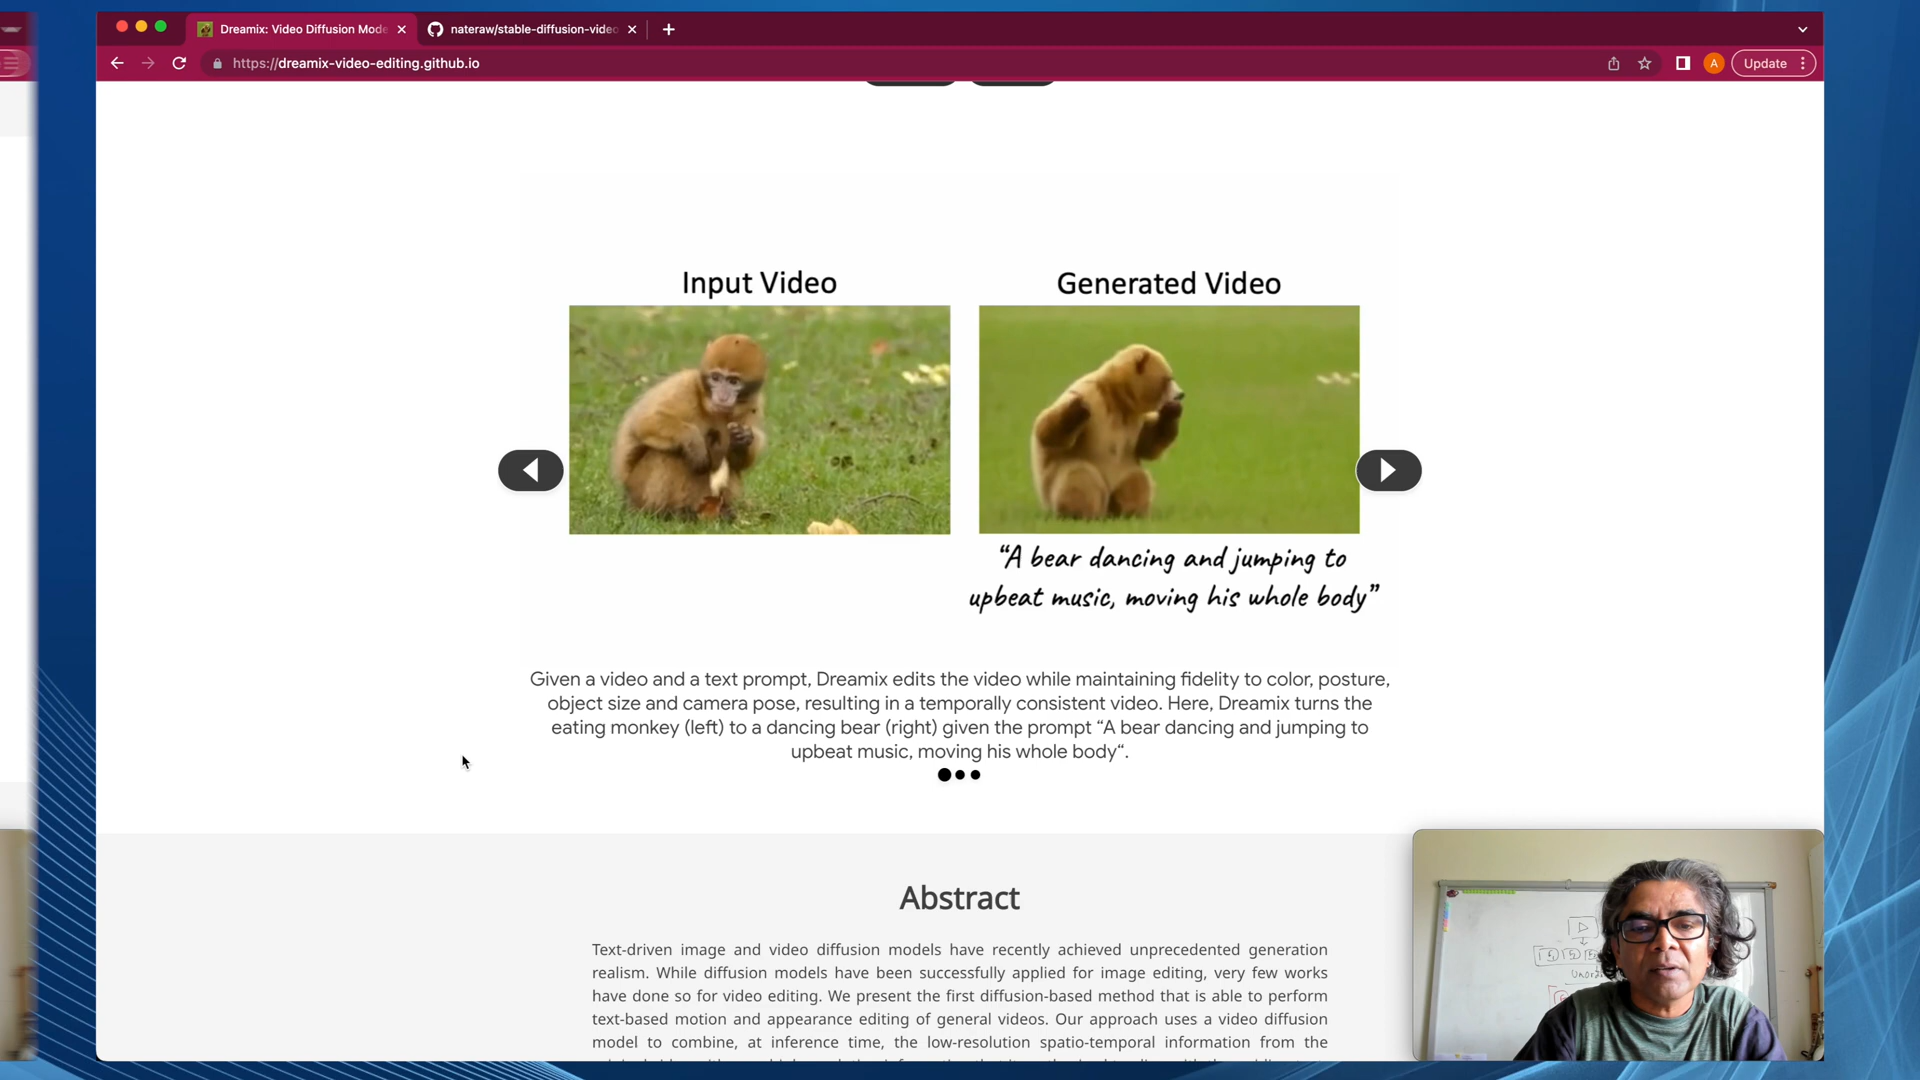 Dreamix: Video Diffusion Mode
nateraw/stable-diffusion-video
https://dreamix-video-editing.github.io
A
Update
Input Video
Generated Video
“A bear dancing and jumping to
upbeat music, moving his whole body”
Given a video and a text prompt, Dreamix edits the video while maintaining fidelity to color, posture,
object size and camera pose, resulting in a temporally consistent video. Here, Dreamix turns the
eating monkey (left) to a dancing bear (right) given the prompt “A bear dancing and jumping to
upbeat music, moving his whole body“.
Abstract
Text-driven image and video diffusion models have recently achieved unprecedented generation
realism. While diffusion models have been successfully applied for image editing, very few works
have done so for video editing. We present the first diffusion-based method that is able to perform
text-based motion and appearance editing of general videos. Our approach uses a video diffusion
model to combine, at inference time, the low-resolution spatio-temporal information from the